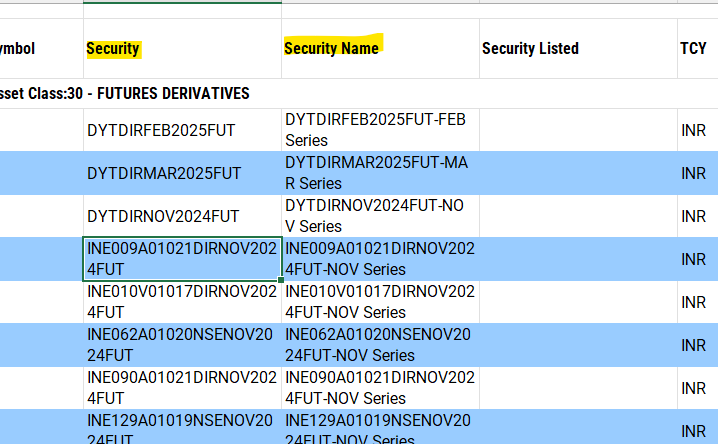 ymbol Security Security Name Security Listed TCY
sset Class:30 - FUTURES DERIVATIVES
DYTDIRFEB2025FUT DYTDIRFEB2025FUT-FEB Series INR
DYTDIRMAR2025FUT DYTDIRMAR2025FUT-MA R Series INR
DYTDIRNOV2024FUT DYTDIRNOV2024FUT-NO V Series INR
INE009A01021DIRNOV202 4FUT INE009A01021DIRNOV202 4FUT-NOV Series INR
INE010V01017DIRNOV202 4FUT INE010V01017DIRNOV202 4FUT-NOV Series INR
INE062A01020NSENOV20 24FUT INE062A01020NSENOV20 24FUT-NOV Series INR
INE090A01021DIRNOV202 4FUT INE090A01021DIRNOV202 4FUT-NOV Series INR
INE129A01019NSENOV20 24FUT INE129A01019NSENOV20 24FUT-NOV Series INR